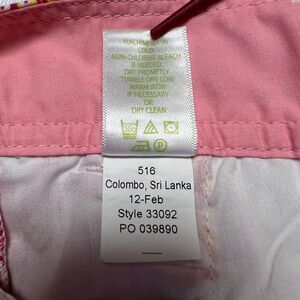 MACHINE WASH
COLD
NON-CHLORINE BLEACH
IF NEEDED
DRY PROMPTLY
TUMBLE DRY LOW
WARM IRON
IF NECESSARY
OR
DRY CLEAN
516
Colombo, Sri Lanka
12-Feb
Style 33092
PO 039890